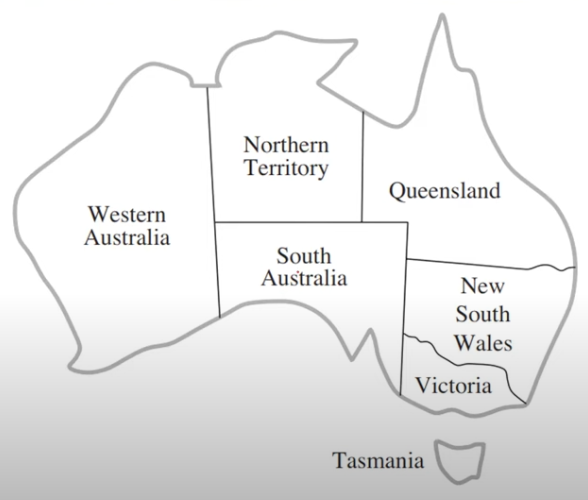 Northern
Territory
Queensland
Western
Australia
South
Australia
New
South
Wales
Victoria
Tasmania